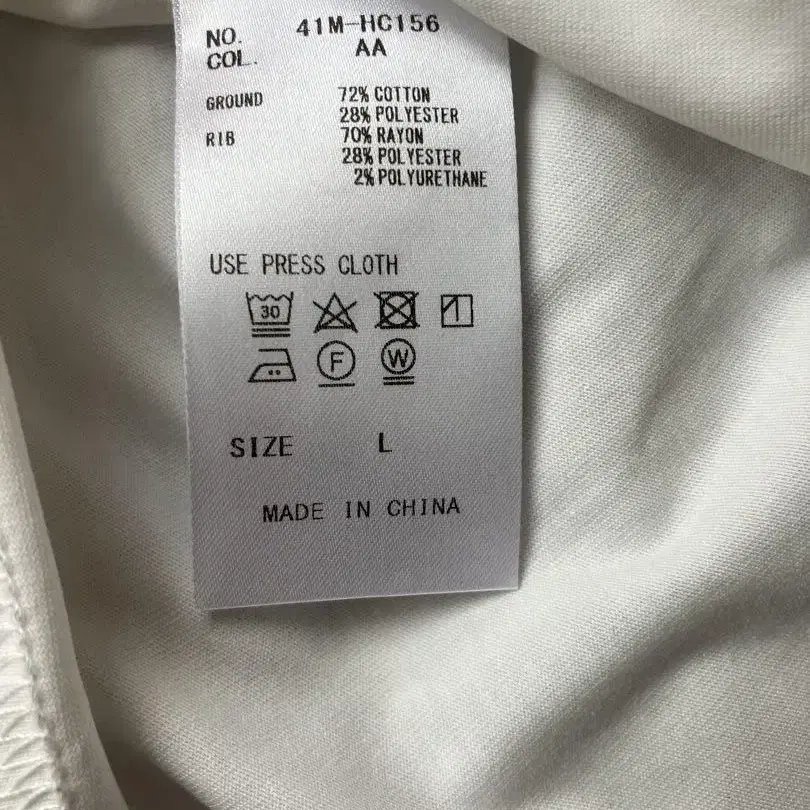 NO. 41M-HC156
COL. AA
GROUND 72% COTTON
28% POLYESTER
RIB 70% RAYON
28% POLYESTER
2% POLYURETHANE
USE PRESS CLOTH
30
F W
SIZE L
MADE IN CHINA